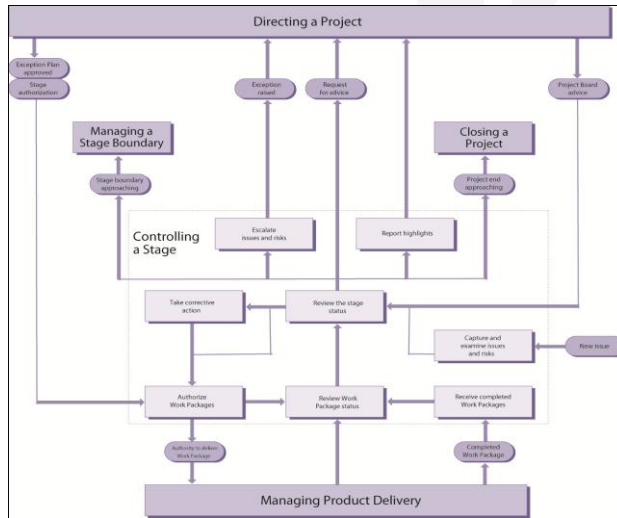 Directing a Project
Exception Plan
approved
Stage
authorization
Exception
raised
Request
for advice
Project Board
advice
Managing a
Stage Boundary
Closing a
Project
Stage boundary
approaching
Project end
approaching
Controlling
a Stage
Escalate
issues and risks
Report highlights
Take corrective
action
Review the stage
status
Capture and
examine issues
and risks
New issue
Authorize
Work Packages
Review Work
Package status
Receive completed
Work Packages
Authority to deliver
Work Package
Completed
Work Package
Managing Product Delivery